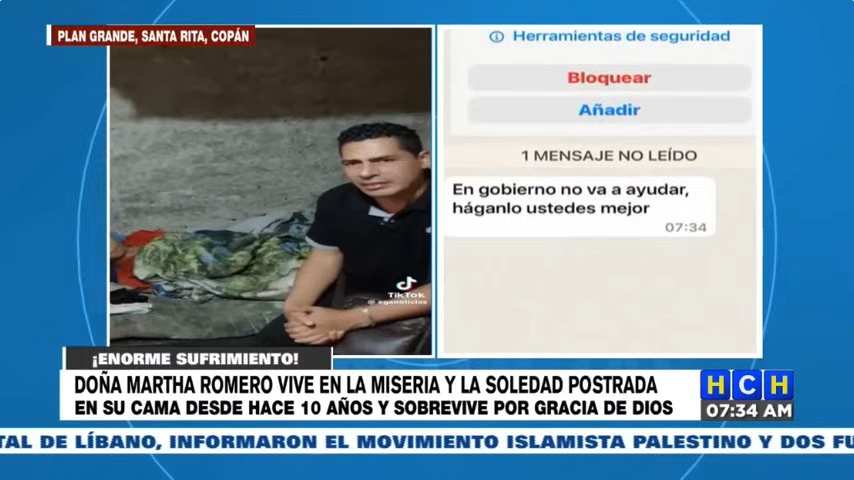 PLAN GRANDE, SANTA RITA, COPÁN
Herramientas de seguridad
Bloquear
Añadir
1 MENSAJE NO LEÍDO
En gobierno no va a ayudar,
háganlo ustedes mejor
07:34
TikTok
@egannoticias
¡ENORME SUFRIMIENTO!
DOÑA MARTHA ROMERO VIVE EN LA MISERIA Y LA SOLEDAD POSTRADA
EN SU CAMA DESDE HACE 10 AÑOS Y SOBREVIVE POR GRACIA DE DIOS
HCH
07:34 AM
TAL DE LÍBANO, INFORMARON EL MOVIMIENTO ISLAMISTA PALESTINO Y DOS FU